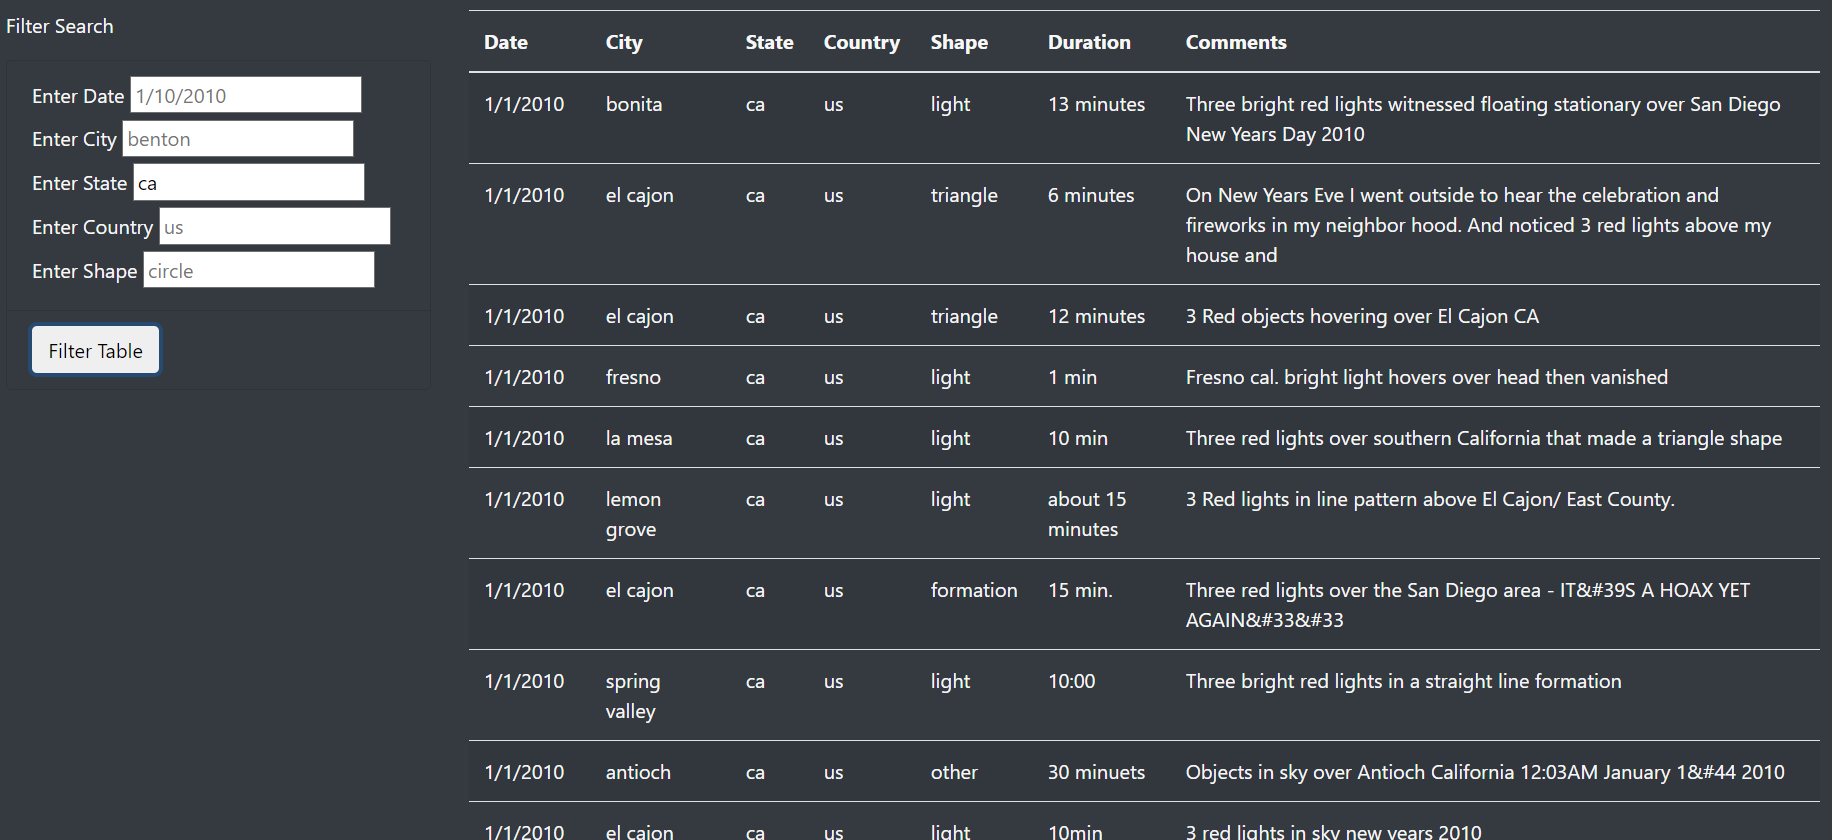 Filter Search
Enter Date 1/10/2010
Enter City benton
Enter State ca
Enter Country us
Enter Shape circle
Filter Table
Date City State Country Shape Duration Comments
1/1/2010 bonita ca us light 13 minutes Three bright red lights witnessed floating stationary over San Diego
New Years Day 2010
1/1/2010 el cajon ca us triangle 6 minutes On New Years Eve I went outside to hear the celebration and
fireworks in my neighbor hood. And noticed 3 red lights above my
house and
1/1/2010 el cajon ca us triangle 12 minutes 3 Red objects hovering over El Cajon CA
1/1/2010 fresno ca us light 1 min Fresno cal. bright light hovers over head then vanished
1/1/2010 la mesa ca us light 10 min Three red lights over southern California that made a triangle shape
1/1/2010 lemon ca us light about 15 3 Red lights in line pattern above El Cajon/ East County.
grove minutes
1/1/2010 el cajon ca us formation 15 min. Three red lights over the San Diego area - IT&#39S A HOAX YET
AGAIN&#33&#33
1/1/2010 spring ca us light 10:00 Three bright red lights in a straight line formation
valley
1/1/2010 antioch ca us other 30 minuets Objects in sky over Antioch California 12:03AM January 1&#44 2010
1/1/2010 el cajon ca us light 10min 3 red lights in sky new years 2010